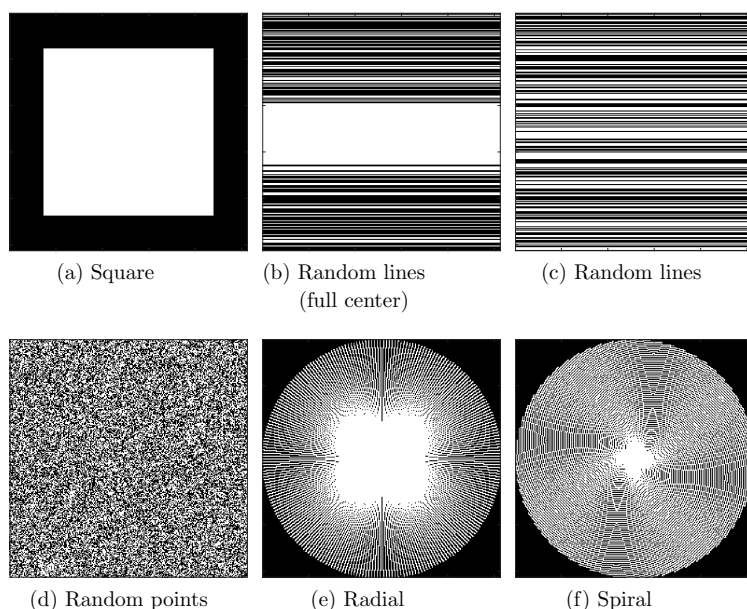 (a) Square
(b) Random lines
(full center)
(c) Random lines
(d) Random points
(e) Radial
(f) Spiral